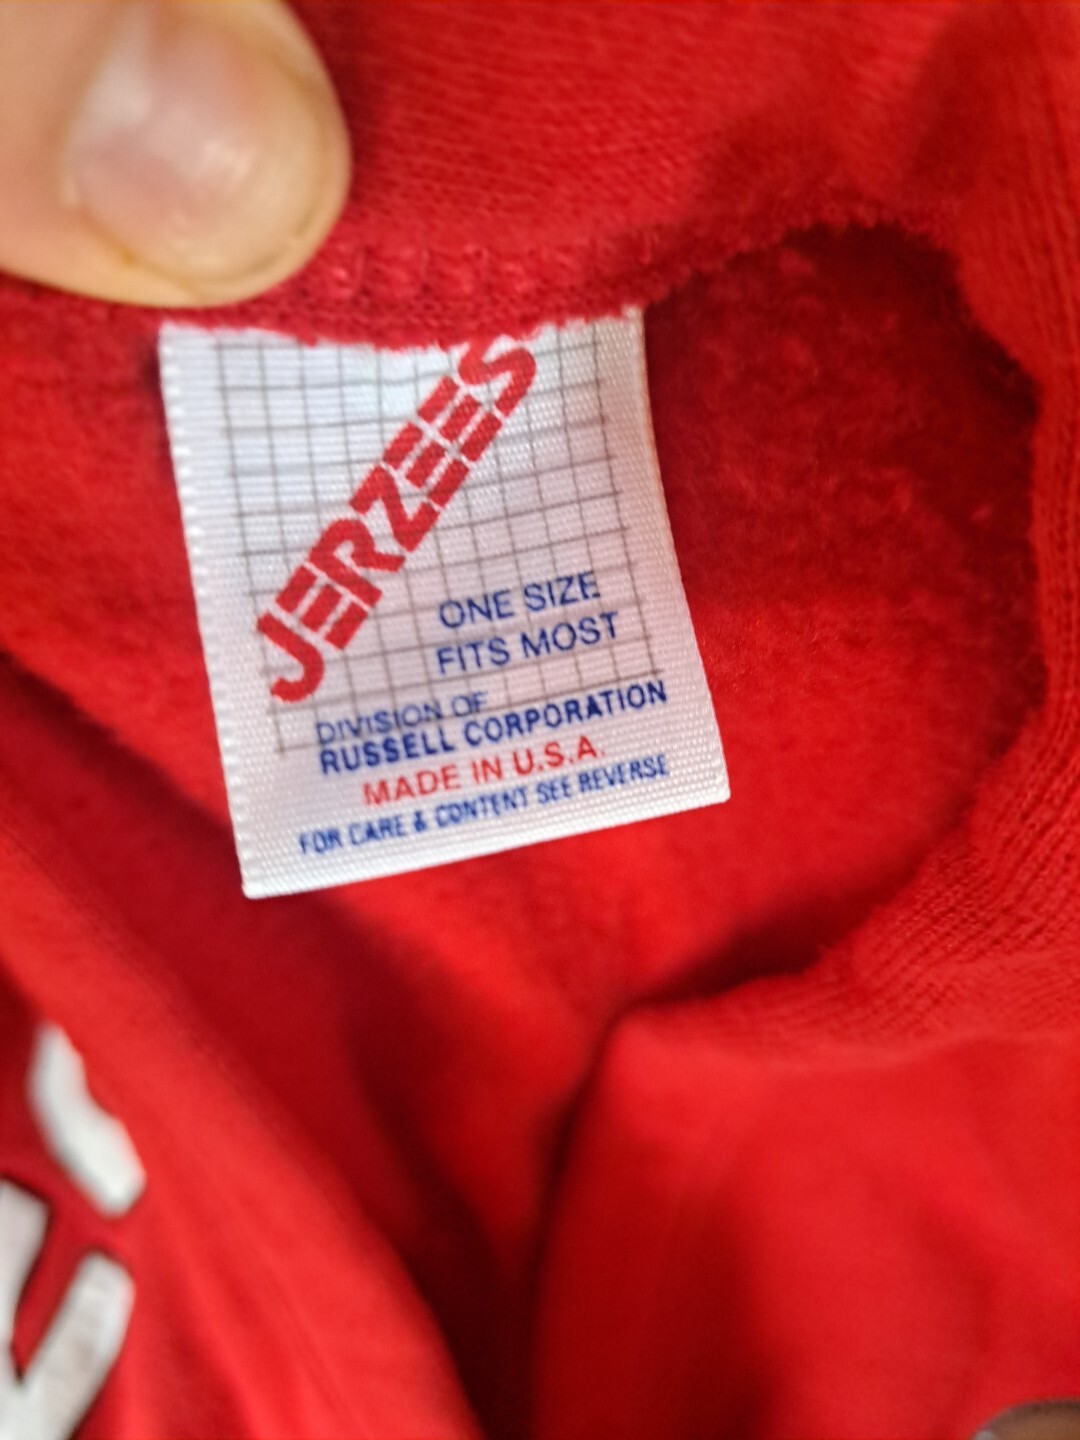 JERZEES
ONE SIZE
FITS MOST
DIVISION OF
RUSSELL CORPORATION
MADE IN U.S.A.
FOR CARE & CONTENT SEE REVERSE